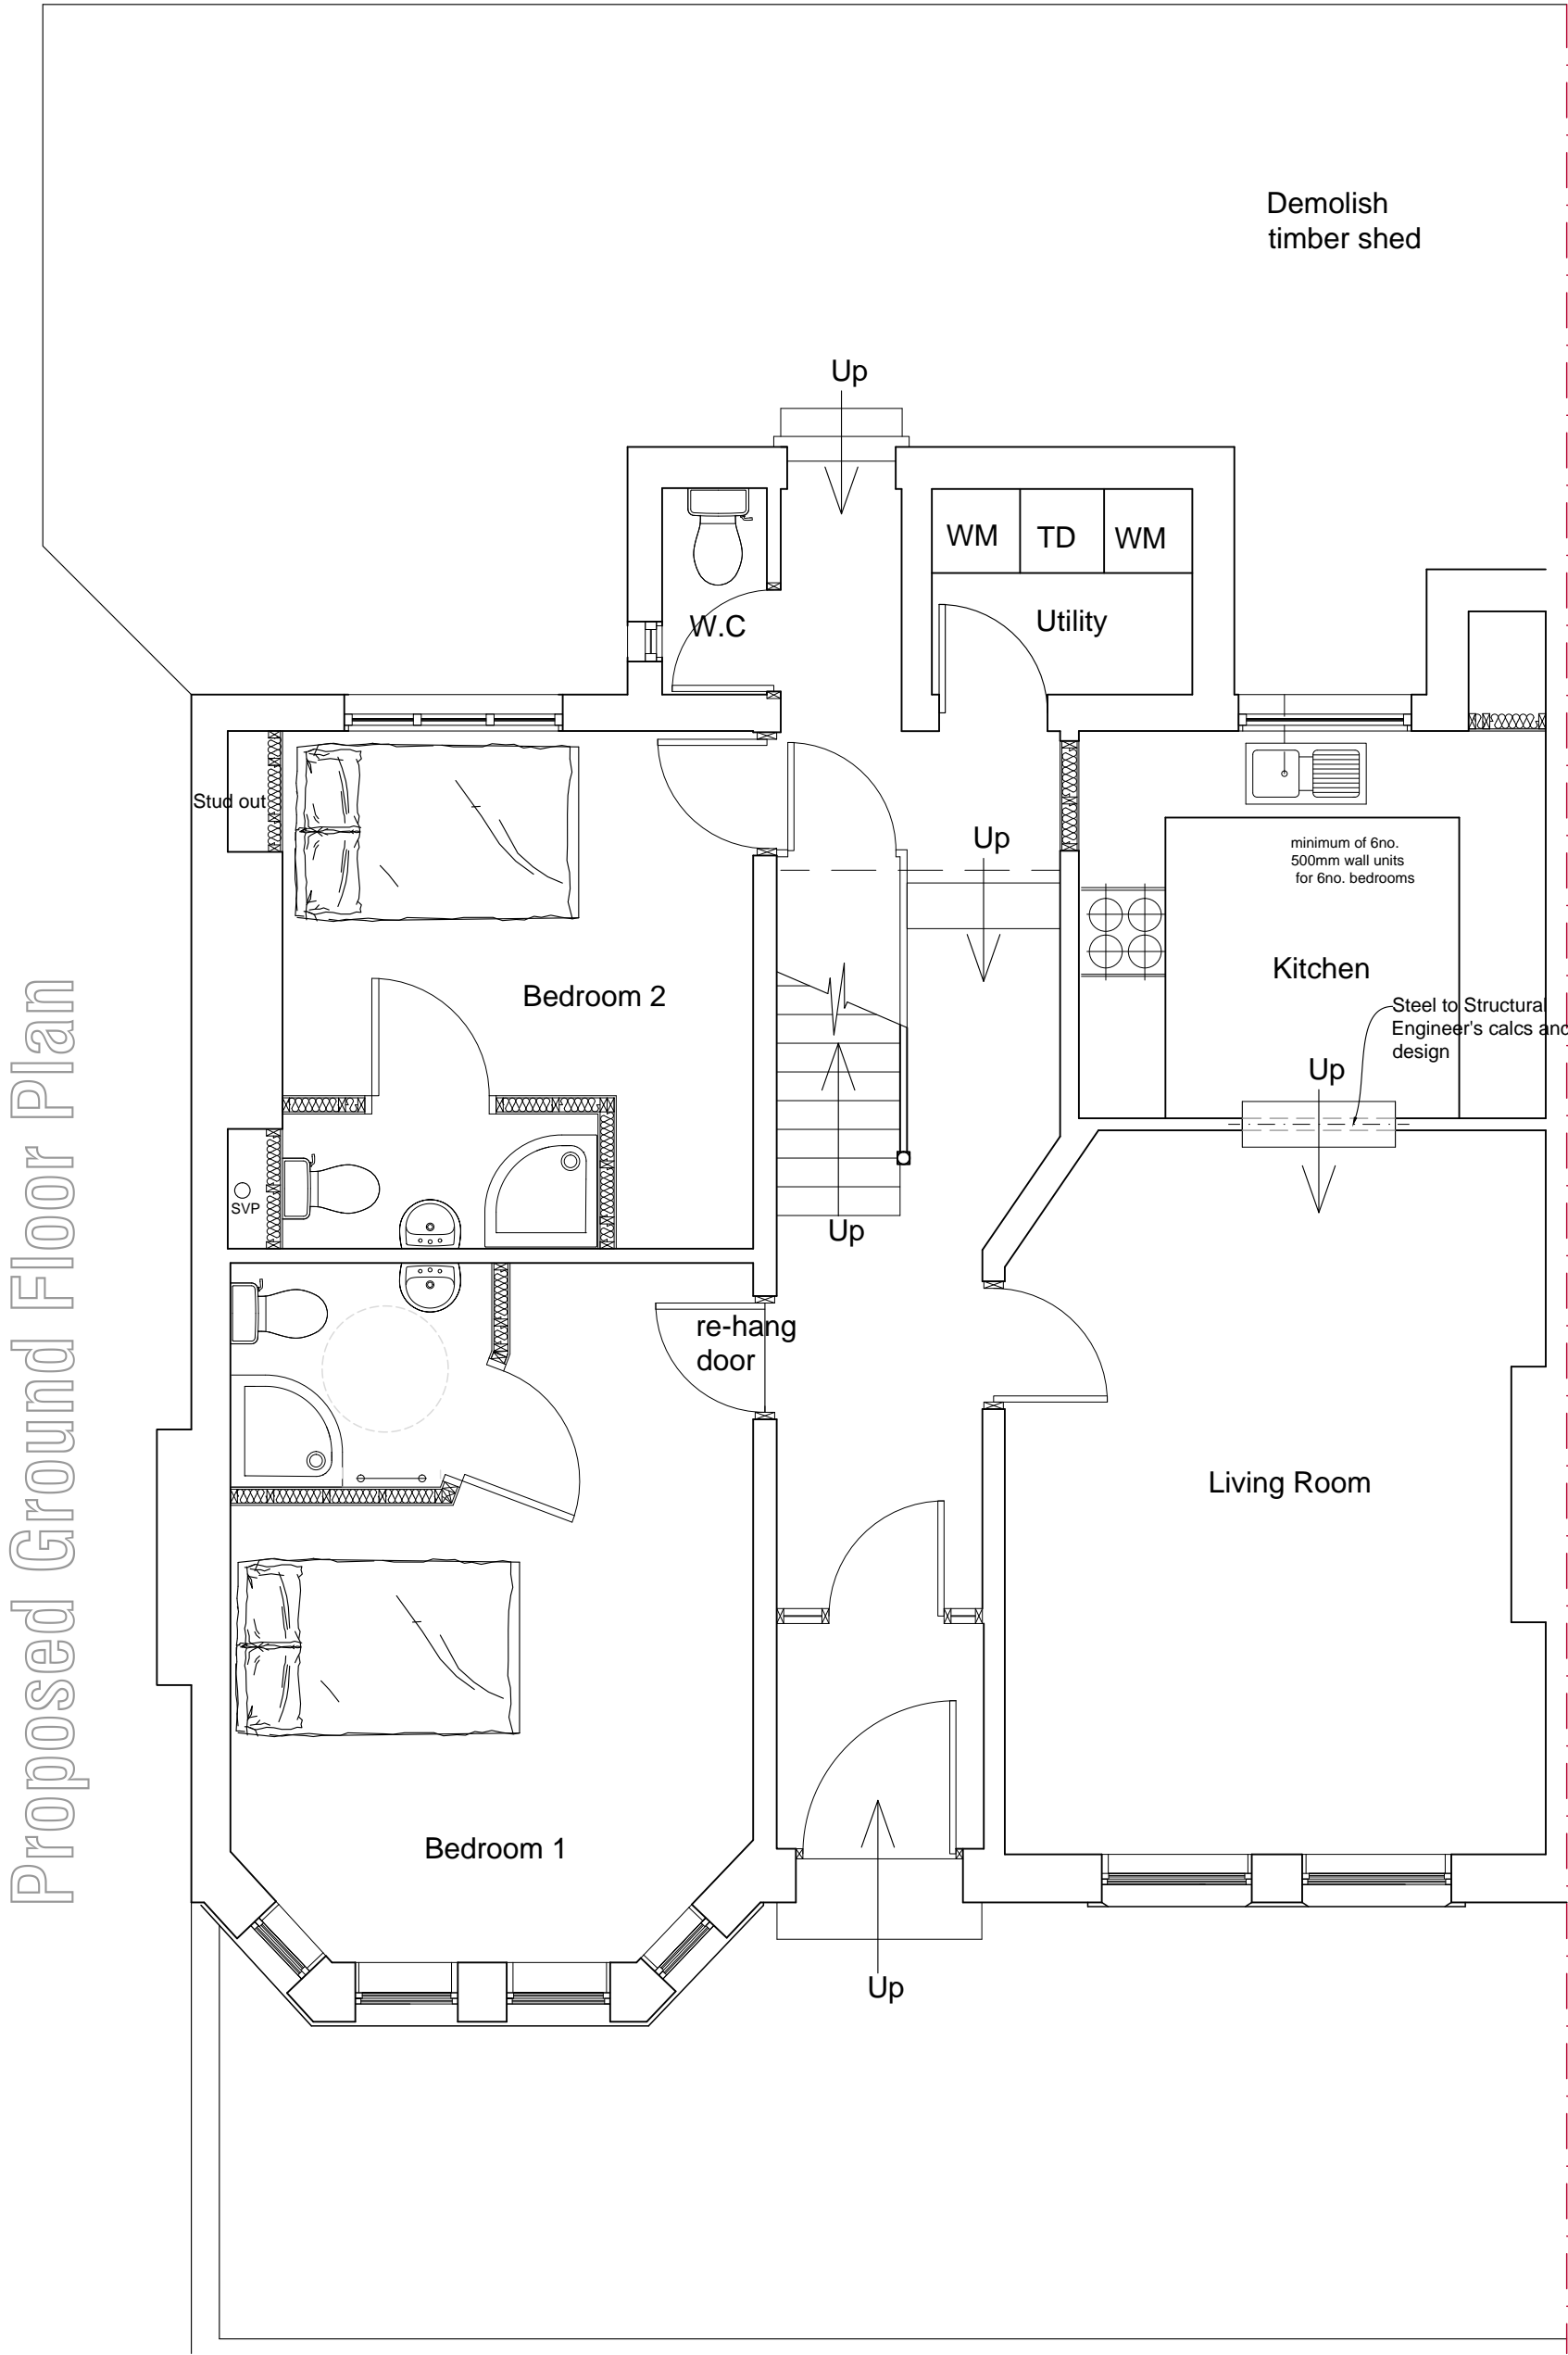 Demolish
timber shed
Up
WM
TD
WM
W.C
Utility
Stud out
Up
minimum of 6no.
500mm wall units
for 6no. bedrooms
Kitchen
Bedroom 2
Steel to Structural
Engineer's calcs and
design
Up
SVP
Up
re-hang
door
Living Room
Bedroom 1
Up
Proposed Ground Floor Plan